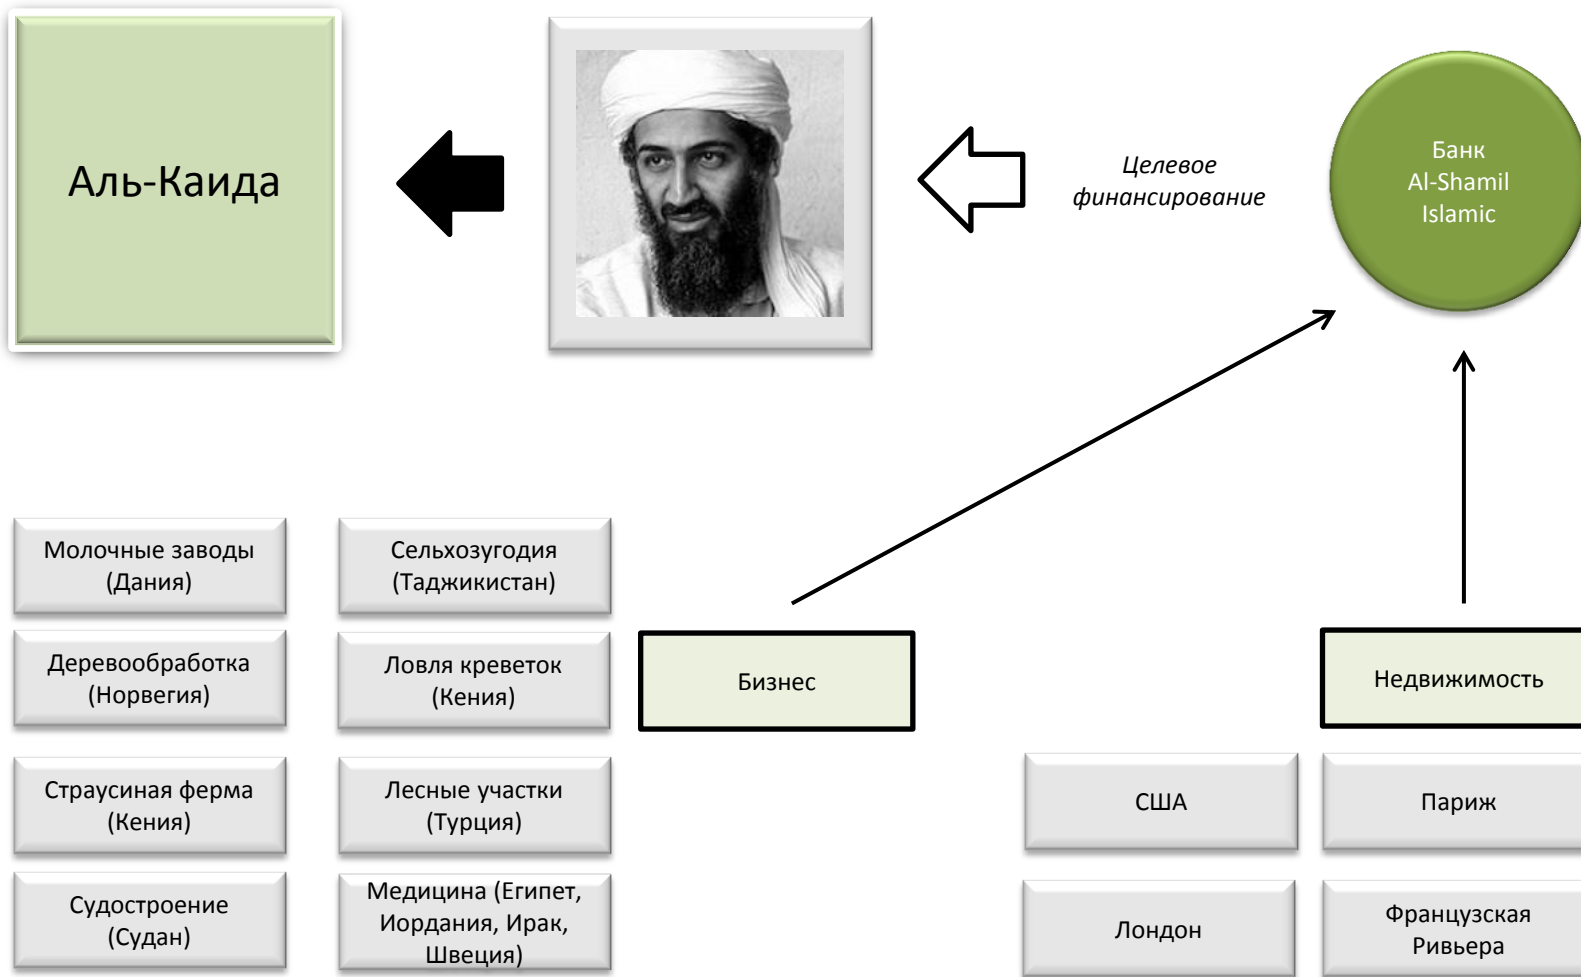 Аль-Каида
Целевое
финансирование
Банк
Al-Shamil
Islamic
Молочные заводы
(Дания)
Сельхозугодия
(Таджикистан)
Деревообработка
(Норвегия)
Ловля креветок
(Кения)
Бизнес
Недвижимость
Страусиная ферма
(Кения)
Лесные участки
(Турция)
США
Париж
Судостроение
(Судан)
Медицина (Египет,
Иордания, Ирак,
Швеция)
Лондон
Французская
Ривьера